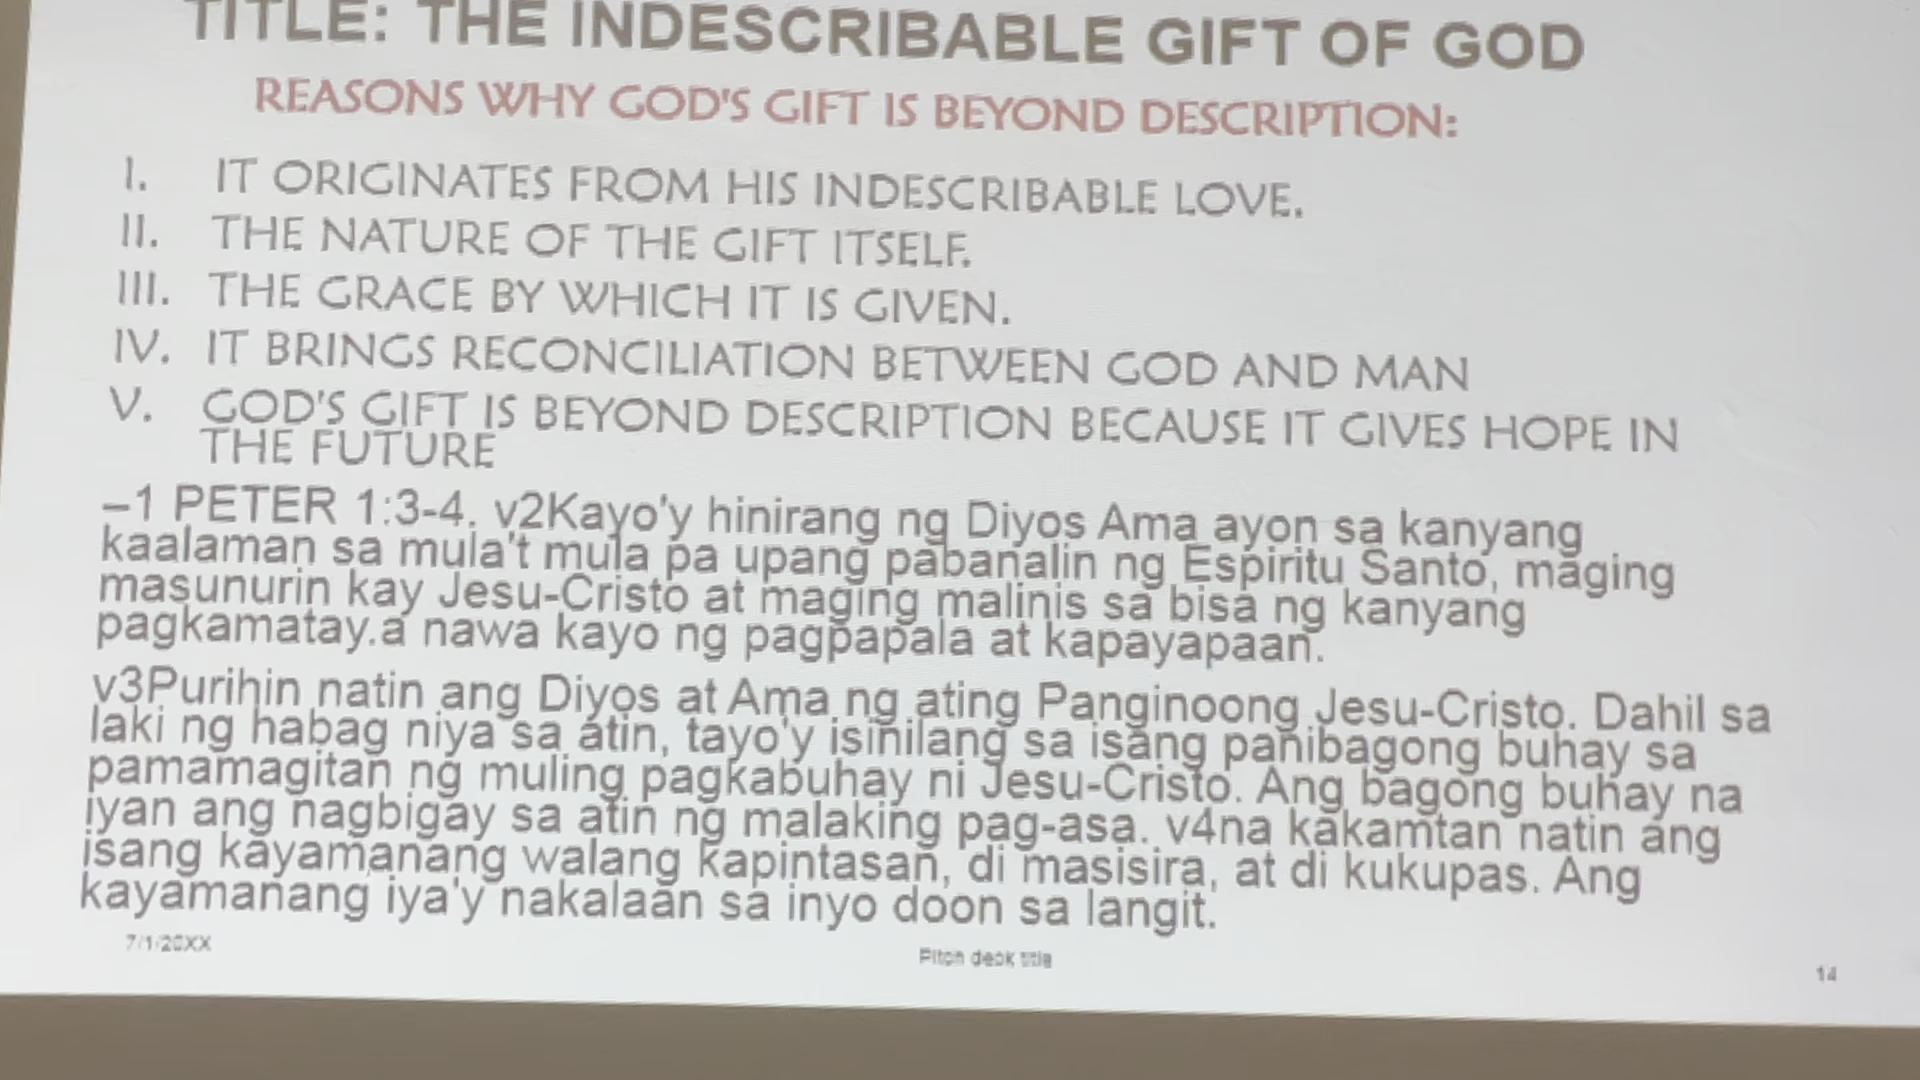 TITLE: THE INDESCRIBABLE GIFT OF GOD
REASONS WHY GOD'S GIFT IS BEYOND DESCRIPTION:
I. IT ORIGINATES FROM HIS INDESCRIBABLE LOVE.
II. THE NATURE OF THE GIFT ITSELF.
III. THE GRACE BY WHICH IT IS GIVEN.
IV. IT BRINGS RECONCILIATION BETWEEN GOD AND MAN
V. GOD'S GIFT IS BEYOND DESCRIPTION BECAUSE IT GIVES HOPE IN
THE FUTURE
–1 PETER 1:3-4. v2Kayo'y hinirang ng Diyos Ama ayon sa kanyang
kaalaman sa mula't mula pa upang pabanalin ng Espiritu Santo, maging
masunurin kay Jesu-Cristo at maging malinis sa bisa ng kanyang
pagkamatay.a nawa kayo ng pagpapala at kapayapaan.
v3Purihin natin ang Diyos at Ama ng ating Panginoong Jesu-Cristo. Dahil sa
laki ng habag niya sa atin, tayo'y isinilang sa isang panibagong buhay sa
pamamagitan ng muling pagkabuhay ni Jesu-Cristo. Ang bagong buhay na
iyan ang nagbigay sa atin ng malaking pag-asa. v4na kakamtan natin ang
isang kayamanang walang kapintasan, di masisira, at di kukupas. Ang
kayamanang iya'y nakalaan sa inyo doon sa langit.
7/1/20XX
Pitch deck title
14